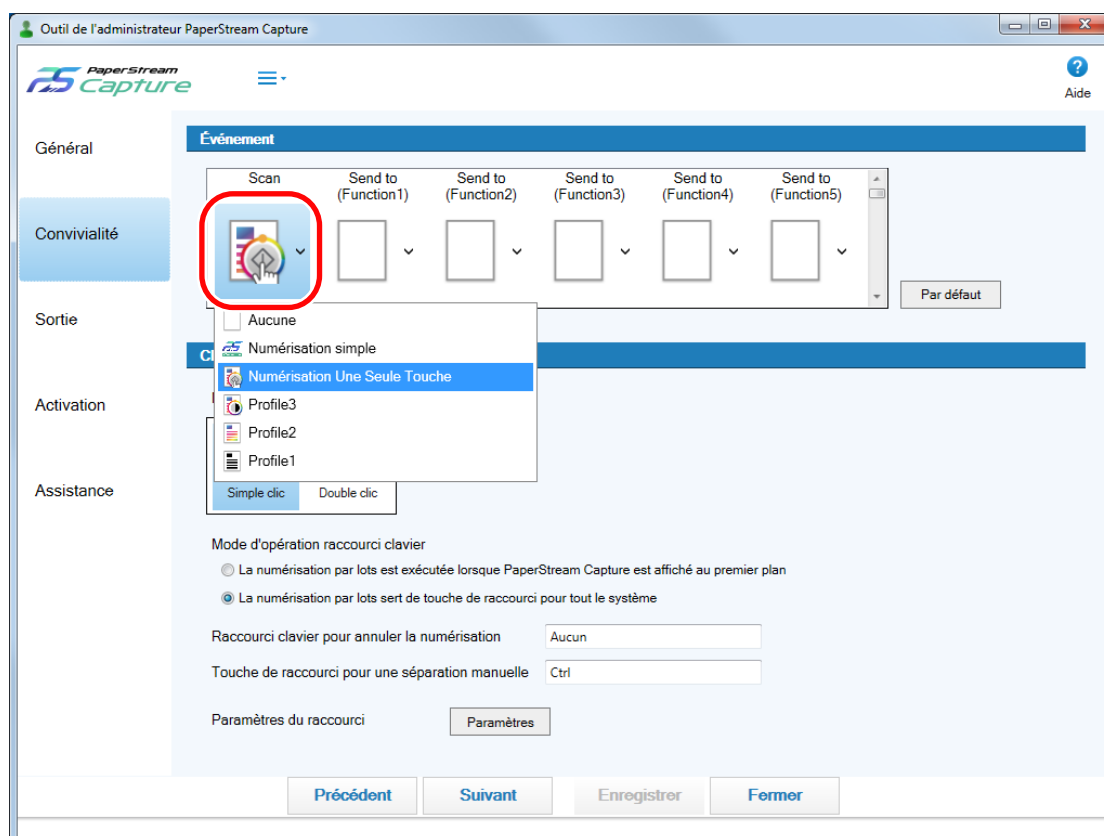 Outil de l'administrateur PaperStream Capture
PaperStream
Capture
Aide
Général
Convivialité
Sortie
Activation
Assistance
Événement
Scan
Send to
(Function1)
Send to
(Function2)
Send to
(Function3)
Send to
(Function4)
Send to
(Function5)
Par défaut
Aucune
Numérisation simple
Numérisation Une Seule Touche
Profile3
Profile2
Profile1
Simple clic
Double clic
Mode d'opération raccourci clavier
La numérisation par lots est exécutée lorsque PaperStream Capture est affiché au premier plan
La numérisation par lots sert de touche de raccourci pour tout le système
Raccourci clavier pour annuler la numérisation
Aucun
Touche de raccourci pour une séparation manuelle
Ctrl
Paramètres du raccourci
Paramètres
Précédent
Suivant
Enregistrer
Fermer